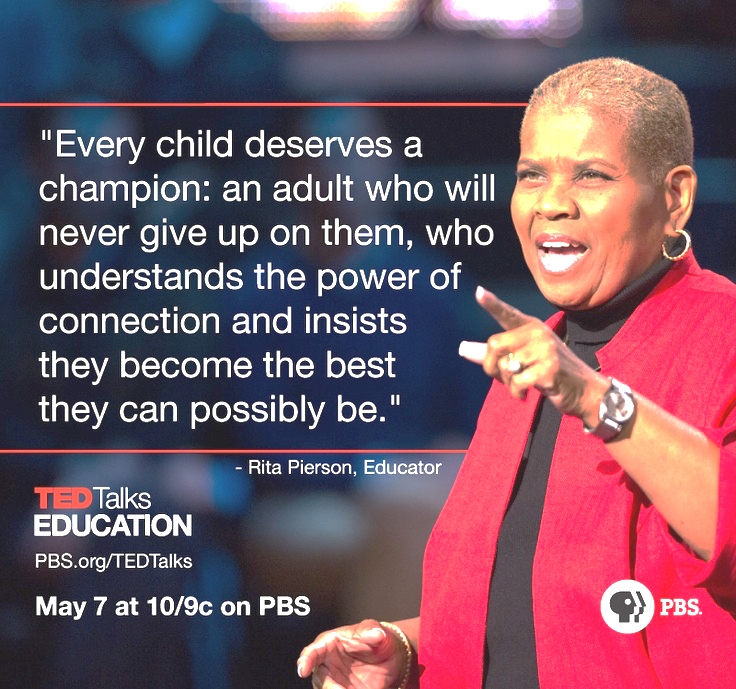 "Every child deserves a
champion: an adult who will
never give up on them, who
understands the power of
connection and insists
they become the best
they can possibly be."
- Rita Pierson, Educator
TEDTalks
EDUCATION
PBS.org/TEDTalks
May 7 at 10/9c on PBS
PBS.